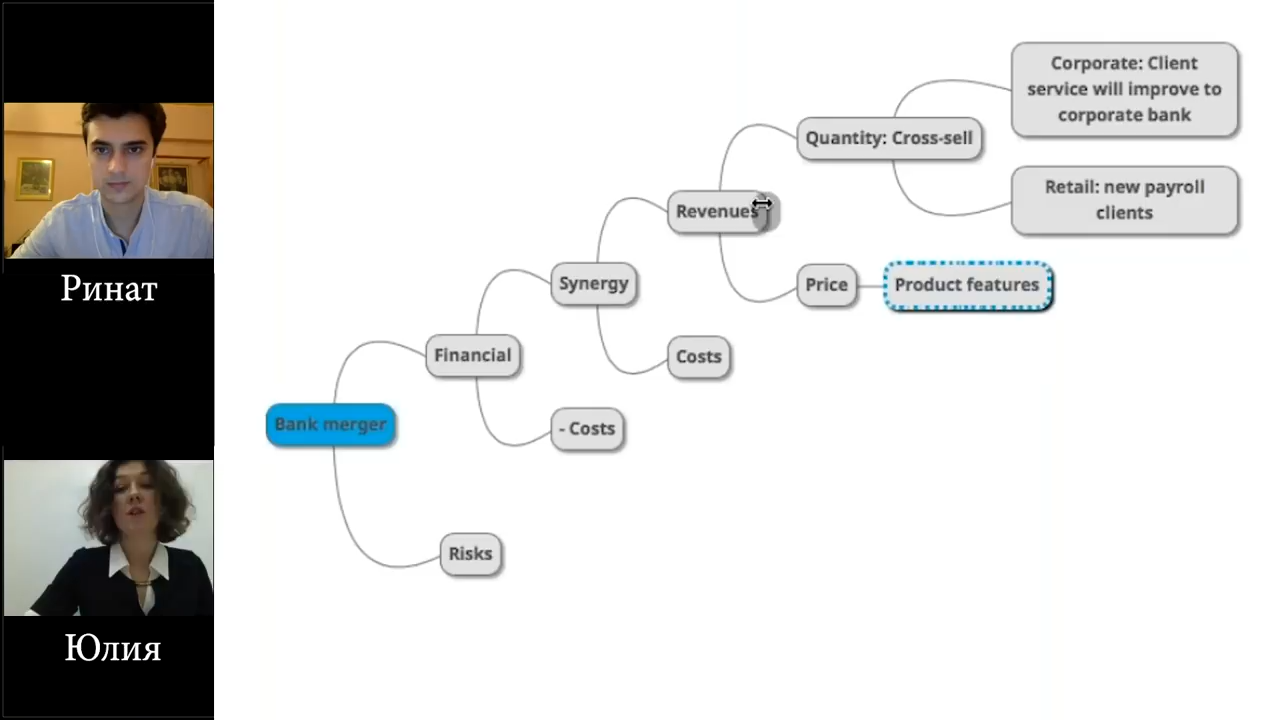 Ринат
Юлия
Bank merger
Financial
Synergy
Revenues
Quantity: Cross-sell
Corporate: Client
service will improve to
corporate bank
Retail: new payroll
clients
Price
Product features
Costs
- Costs
Risks